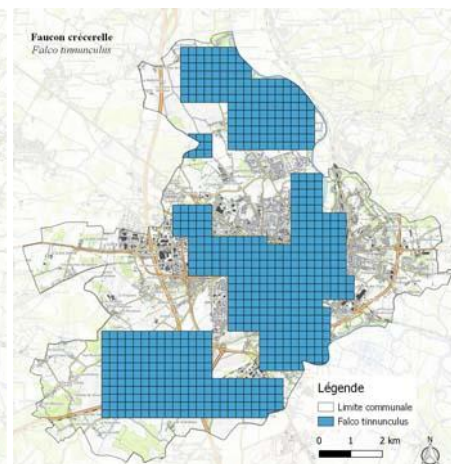 Faucon crécerelle
Falco tinnunculus
Légende
Limite communale
Falco tinnunculus
0 1 2 km